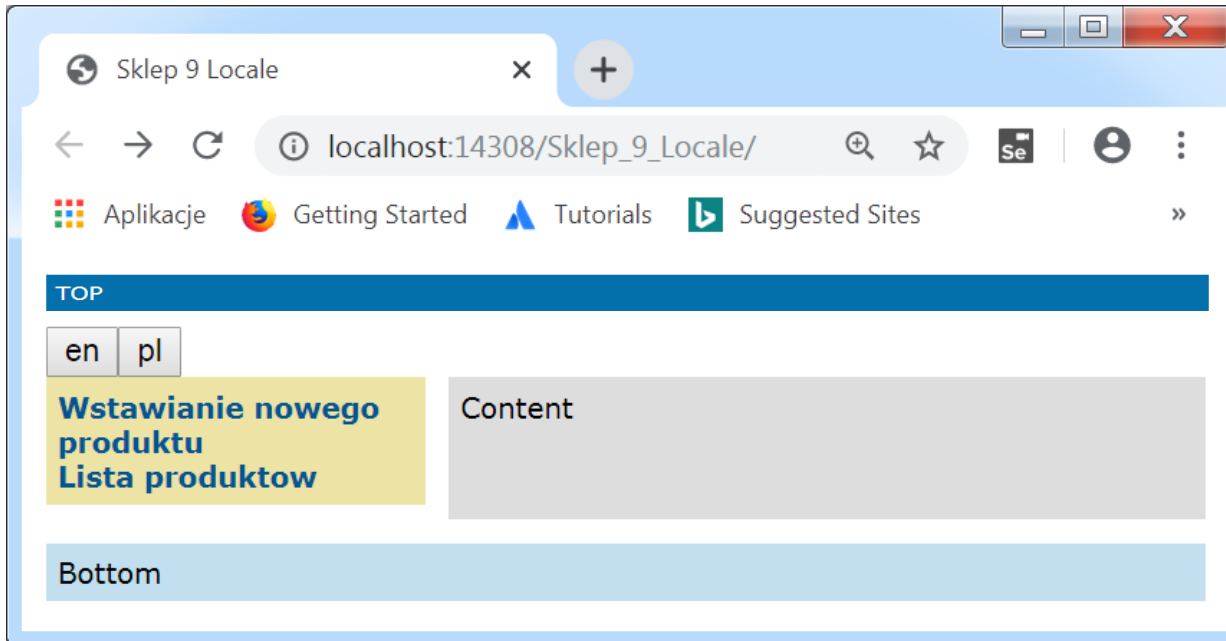 Sklep 9 Locale
localhost:14308/Sklep_9_Locale/
Se
Aplikacje Getting Started Tutorials Suggested Sites »
TOP
en pl
Wstawianie nowego
produktu
Lista produktow
Content
Bottom